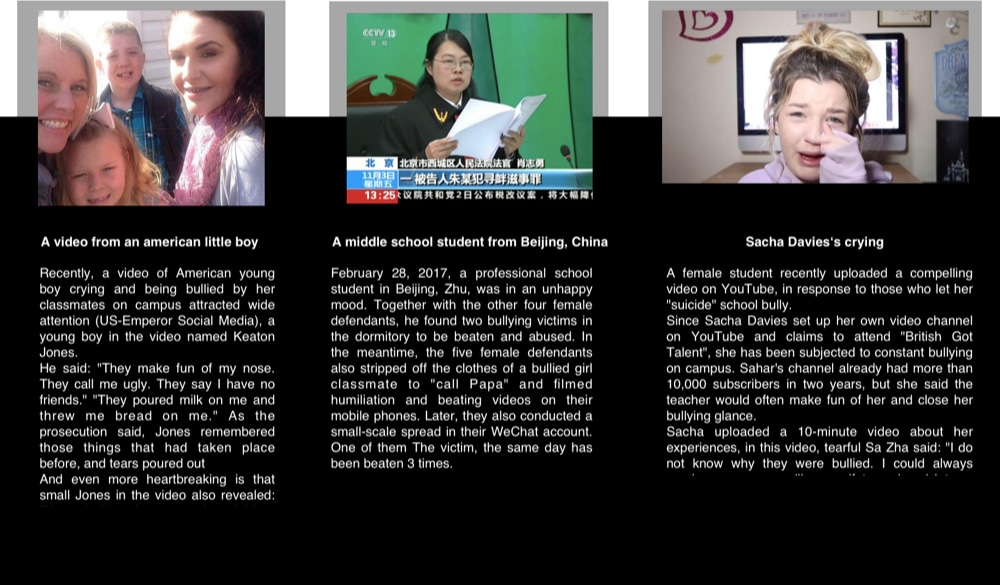 CCTV 13
北 京
北京市西城区人民法院法官 肖志勇
11月3日
星期五
一被告人朱某犯寻衅滋事罪
13:25
议院共和党2日公布税改议案，将大幅降
A video from an american little boy
Recently, a video of American young
boy crying and being bullied by her
classmates on campus attracted wide
attention (US-Emperor Social Media), a
young boy in the video named Keaton
Jones.
He said: "They make fun of my nose.
They call me ugly. They say I have no
friends." "They poured milk on me and
threw me bread on me." As the
prosecution said, Jones remembered
those things that had taken place
before, and tears poured out
And even more heartbreaking is that
small Jones in the video also revealed:
A middle school student from Beijing, China
February 28, 2017, a professional school
student in Beijing, Zhu, was in an unhappy
mood. Together with the other four female
defendants, he found two bullying victims in
the dormitory to be beaten and abused. In
the meantime, the five female defendants
also stripped off the clothes of a bullied girl
classmate to "call Papa" and filmed
humiliation and beating videos on their
mobile phones. Later, they also conducted a
small-scale spread in their WeChat account.
One of them The victim, the same day has
been beaten 3 times.
Sacha Davies's crying
A female student recently uploaded a compelling
video on YouTube, in response to those who let her
"suicide" school bully.
Since Sacha Davies set up her own video channel
on YouTube and claims to attend "British Got
Talent", she has been subjected to constant bullying
on campus. Sahar's channel already had more than
10,000 subscribers in two years, but she said the
teacher would often make fun of her and close her
bullying glance.
Sacha uploaded a 10-minute video about her
experiences, in this video, tearful Sa Zha said: "I do
not know why they were bullied. I could always